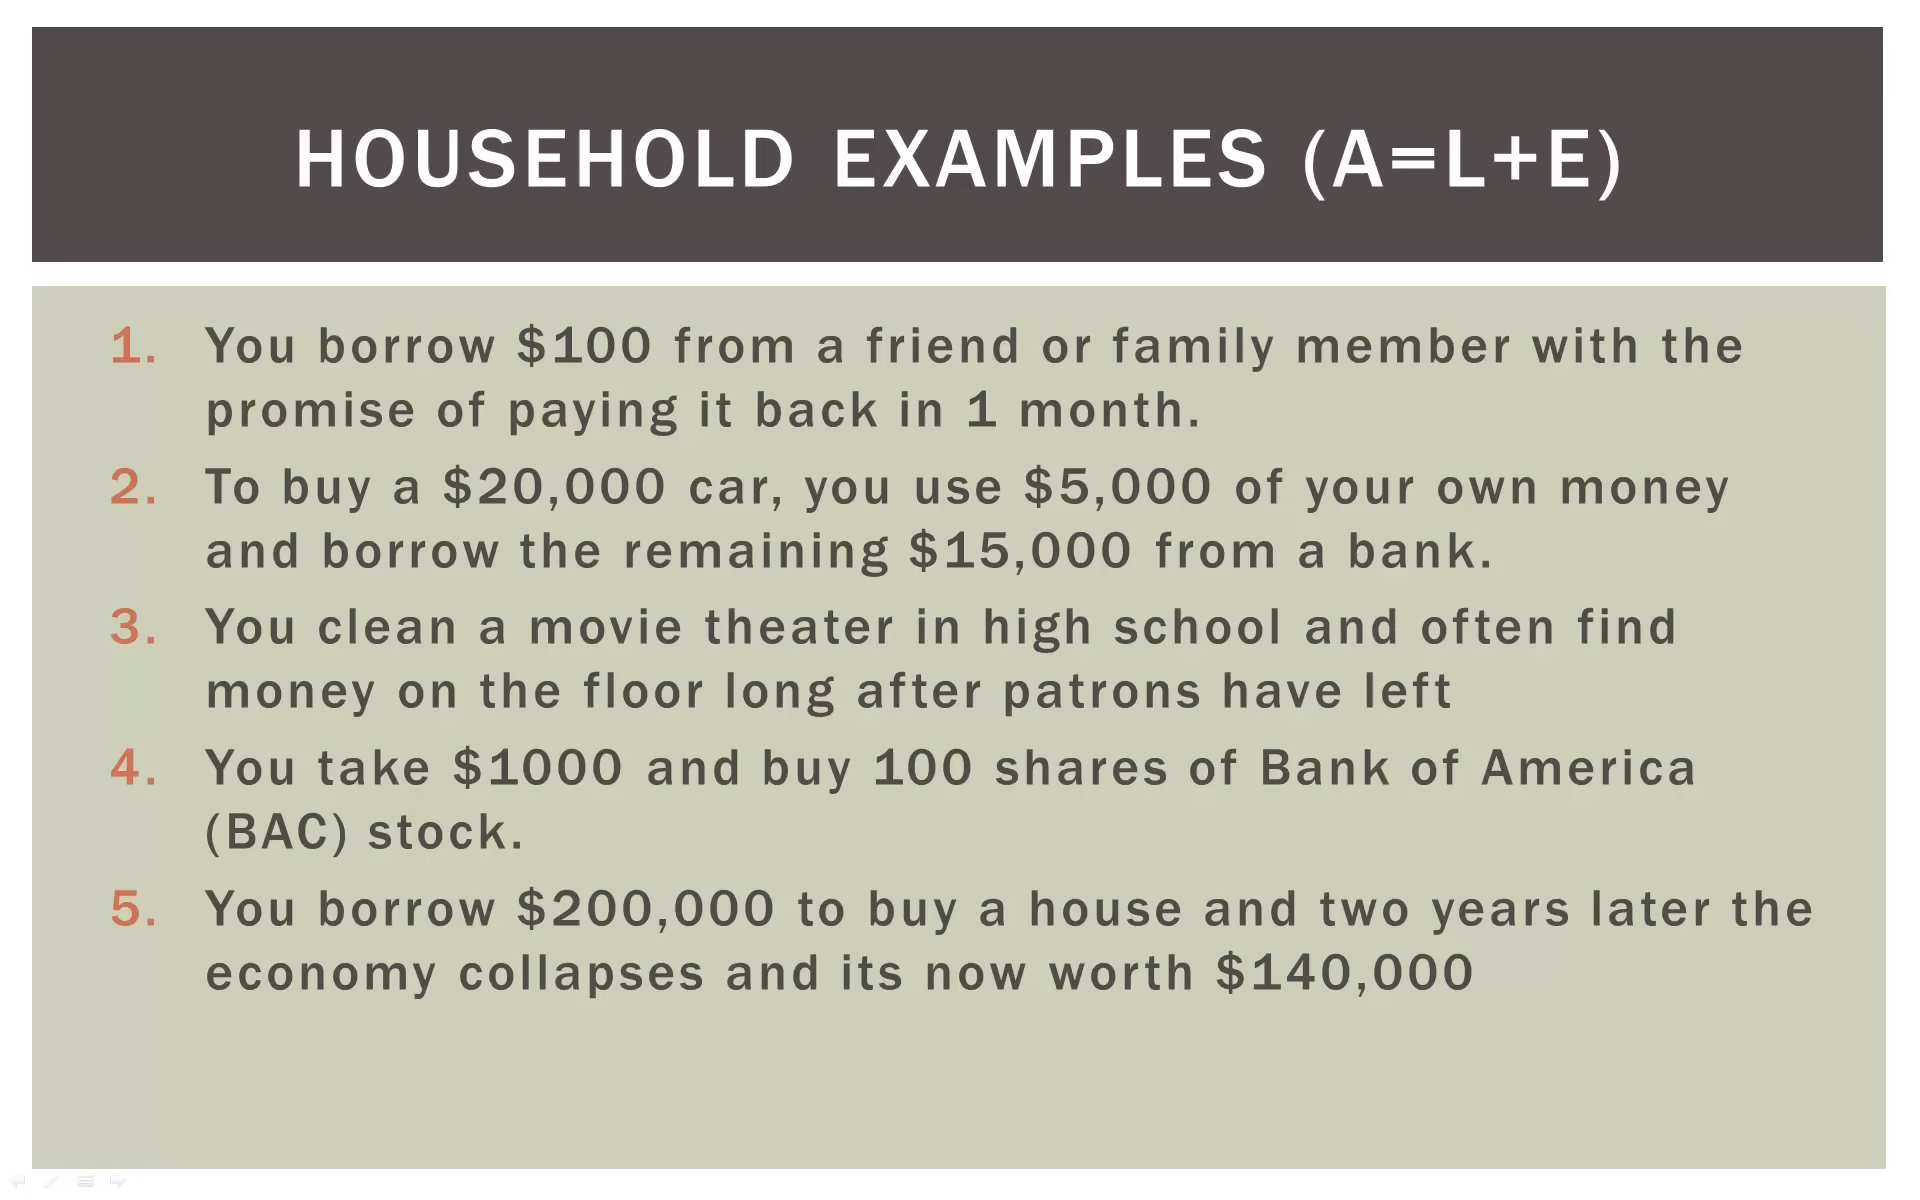 HOUSEHOLD EXAMPLES (A=L+E)
1. You borrow $100 from a friend or family member with the
promise of paying it back in 1 month.
2. To buy a $20,000 car, you use $5,000 of your own money
and borrow the remaining $15,000 from a bank.
3. You clean a movie theater in high school and often find
money on the floor long after patrons have left
4. You take $1000 and buy 100 shares of Bank of America
(BAC) stock.
5. You borrow $200,000 to buy a house and two years later the
economy collapses and its now worth $140,000